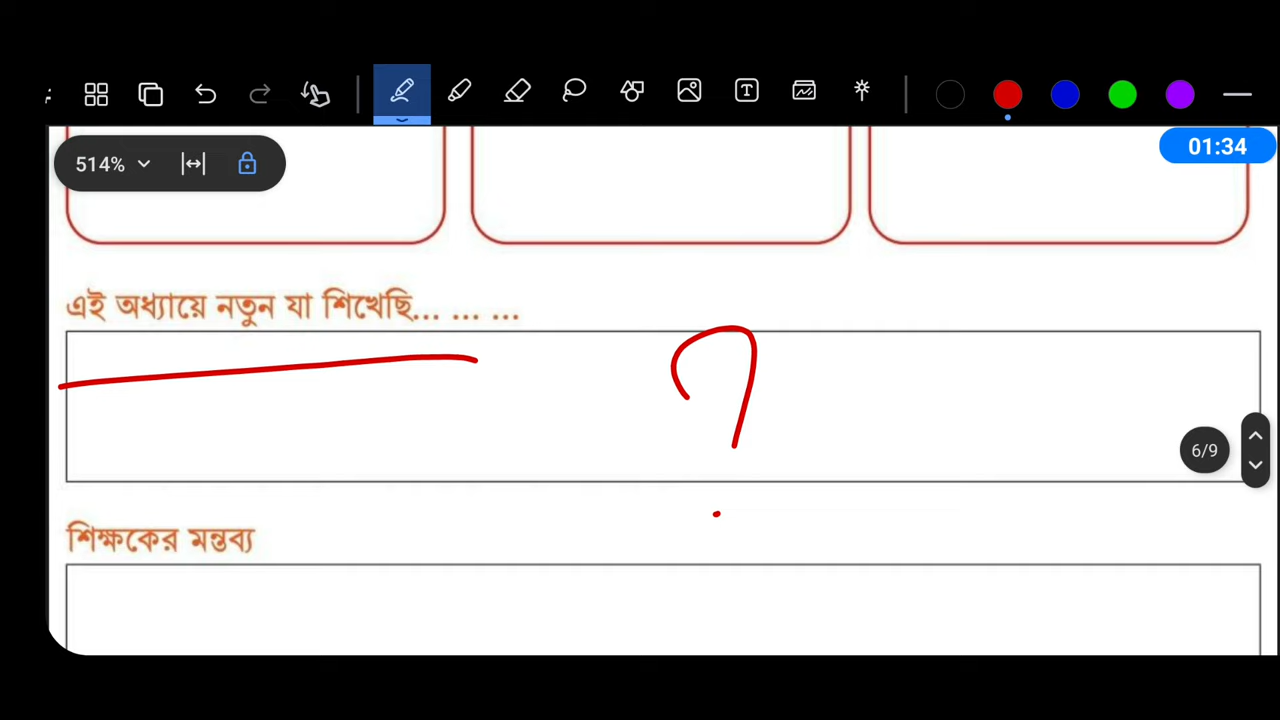 514%
01:34
এই অধ্যায়ে নতুন যা শিখেছি... ... ...
?
6/9
শিক্ষকের মন্তব্য